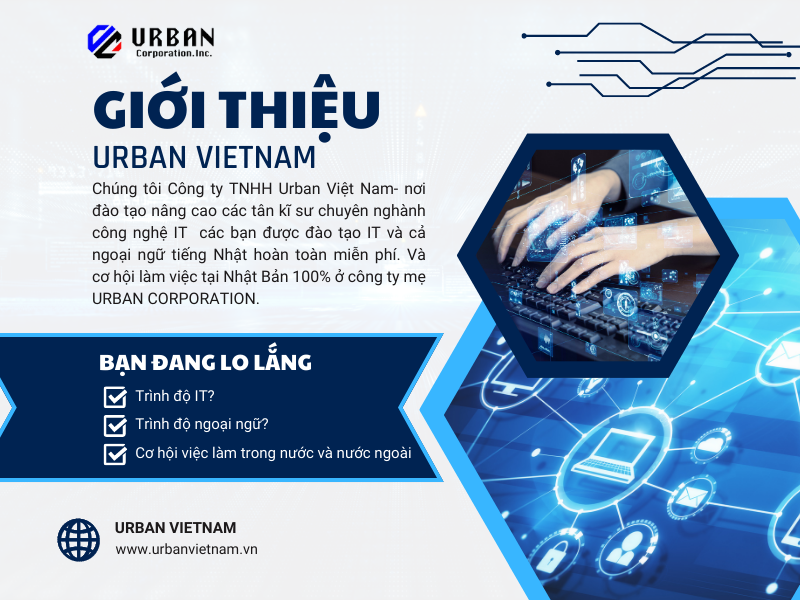 URBAN
Corporation.Inc.
GIỚI THIỆU
URBAN VIETNAM
Chúng tôi Công ty TNHH Urban Việt Nam- nơi
đào tạo nâng cao các tân kĩ sư chuyên nghành
công nghệ IT các bạn được đào tạo IT và cả
ngoại ngữ tiếng Nhật hoàn toàn miễn phí. Và
cơ hội làm việc tại Nhật Bản 100% ở công ty mẹ
URBAN CORPORATION.
BẠN ĐANG LO LẮNG
Trình độ IT?
Trình độ ngoại ngữ?
Cơ hội việc làm trong nước và nước ngoài
URBAN VIETNAM
www.urbanvietnam.vn